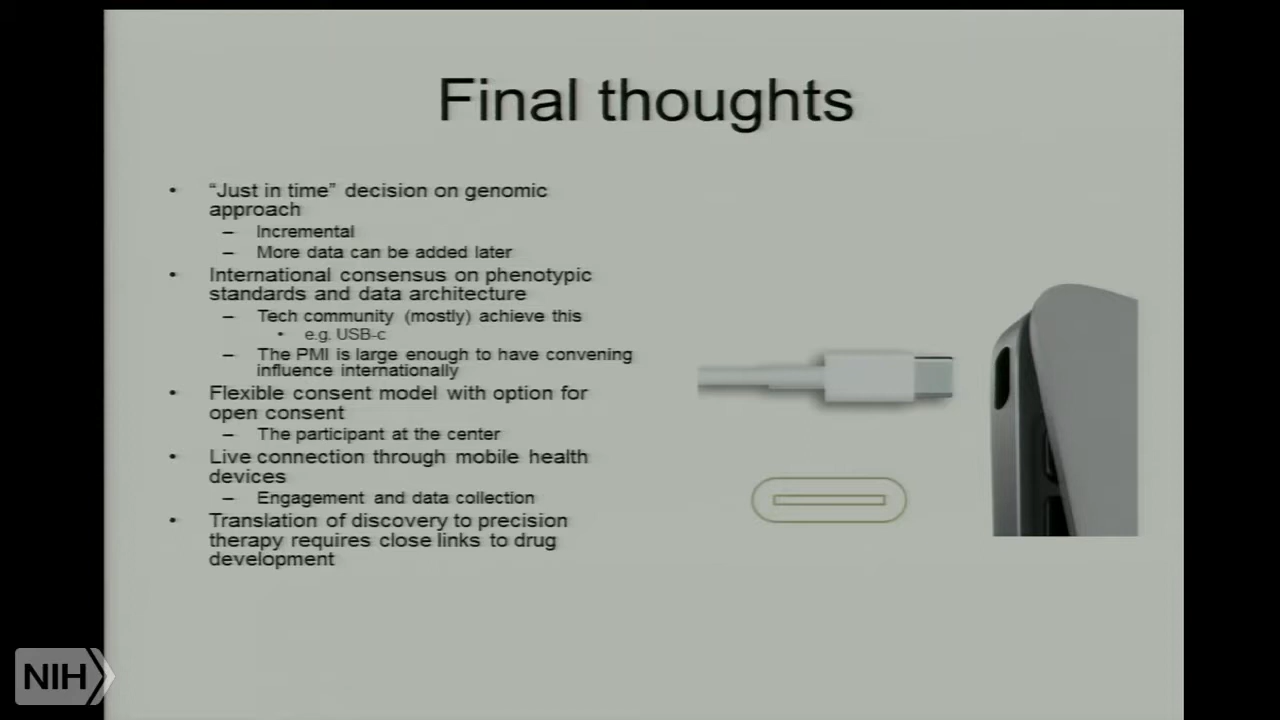 Final thoughts
• "Just in time" decision on genomic
approach
– Incremental
– More data can be added later
• International consensus on phenotypic
standards and data architecture
– Tech community (mostly) achieve this
• e.g. USB-c
– The PMI is large enough to have convening
influence internationally
• Flexible consent model with option for
open consent
– The participant at the center
• Live connection through mobile health
devices
– Engagement and data collection
• Translation of discovery to precision
therapy requires close links to drug
development
NIH